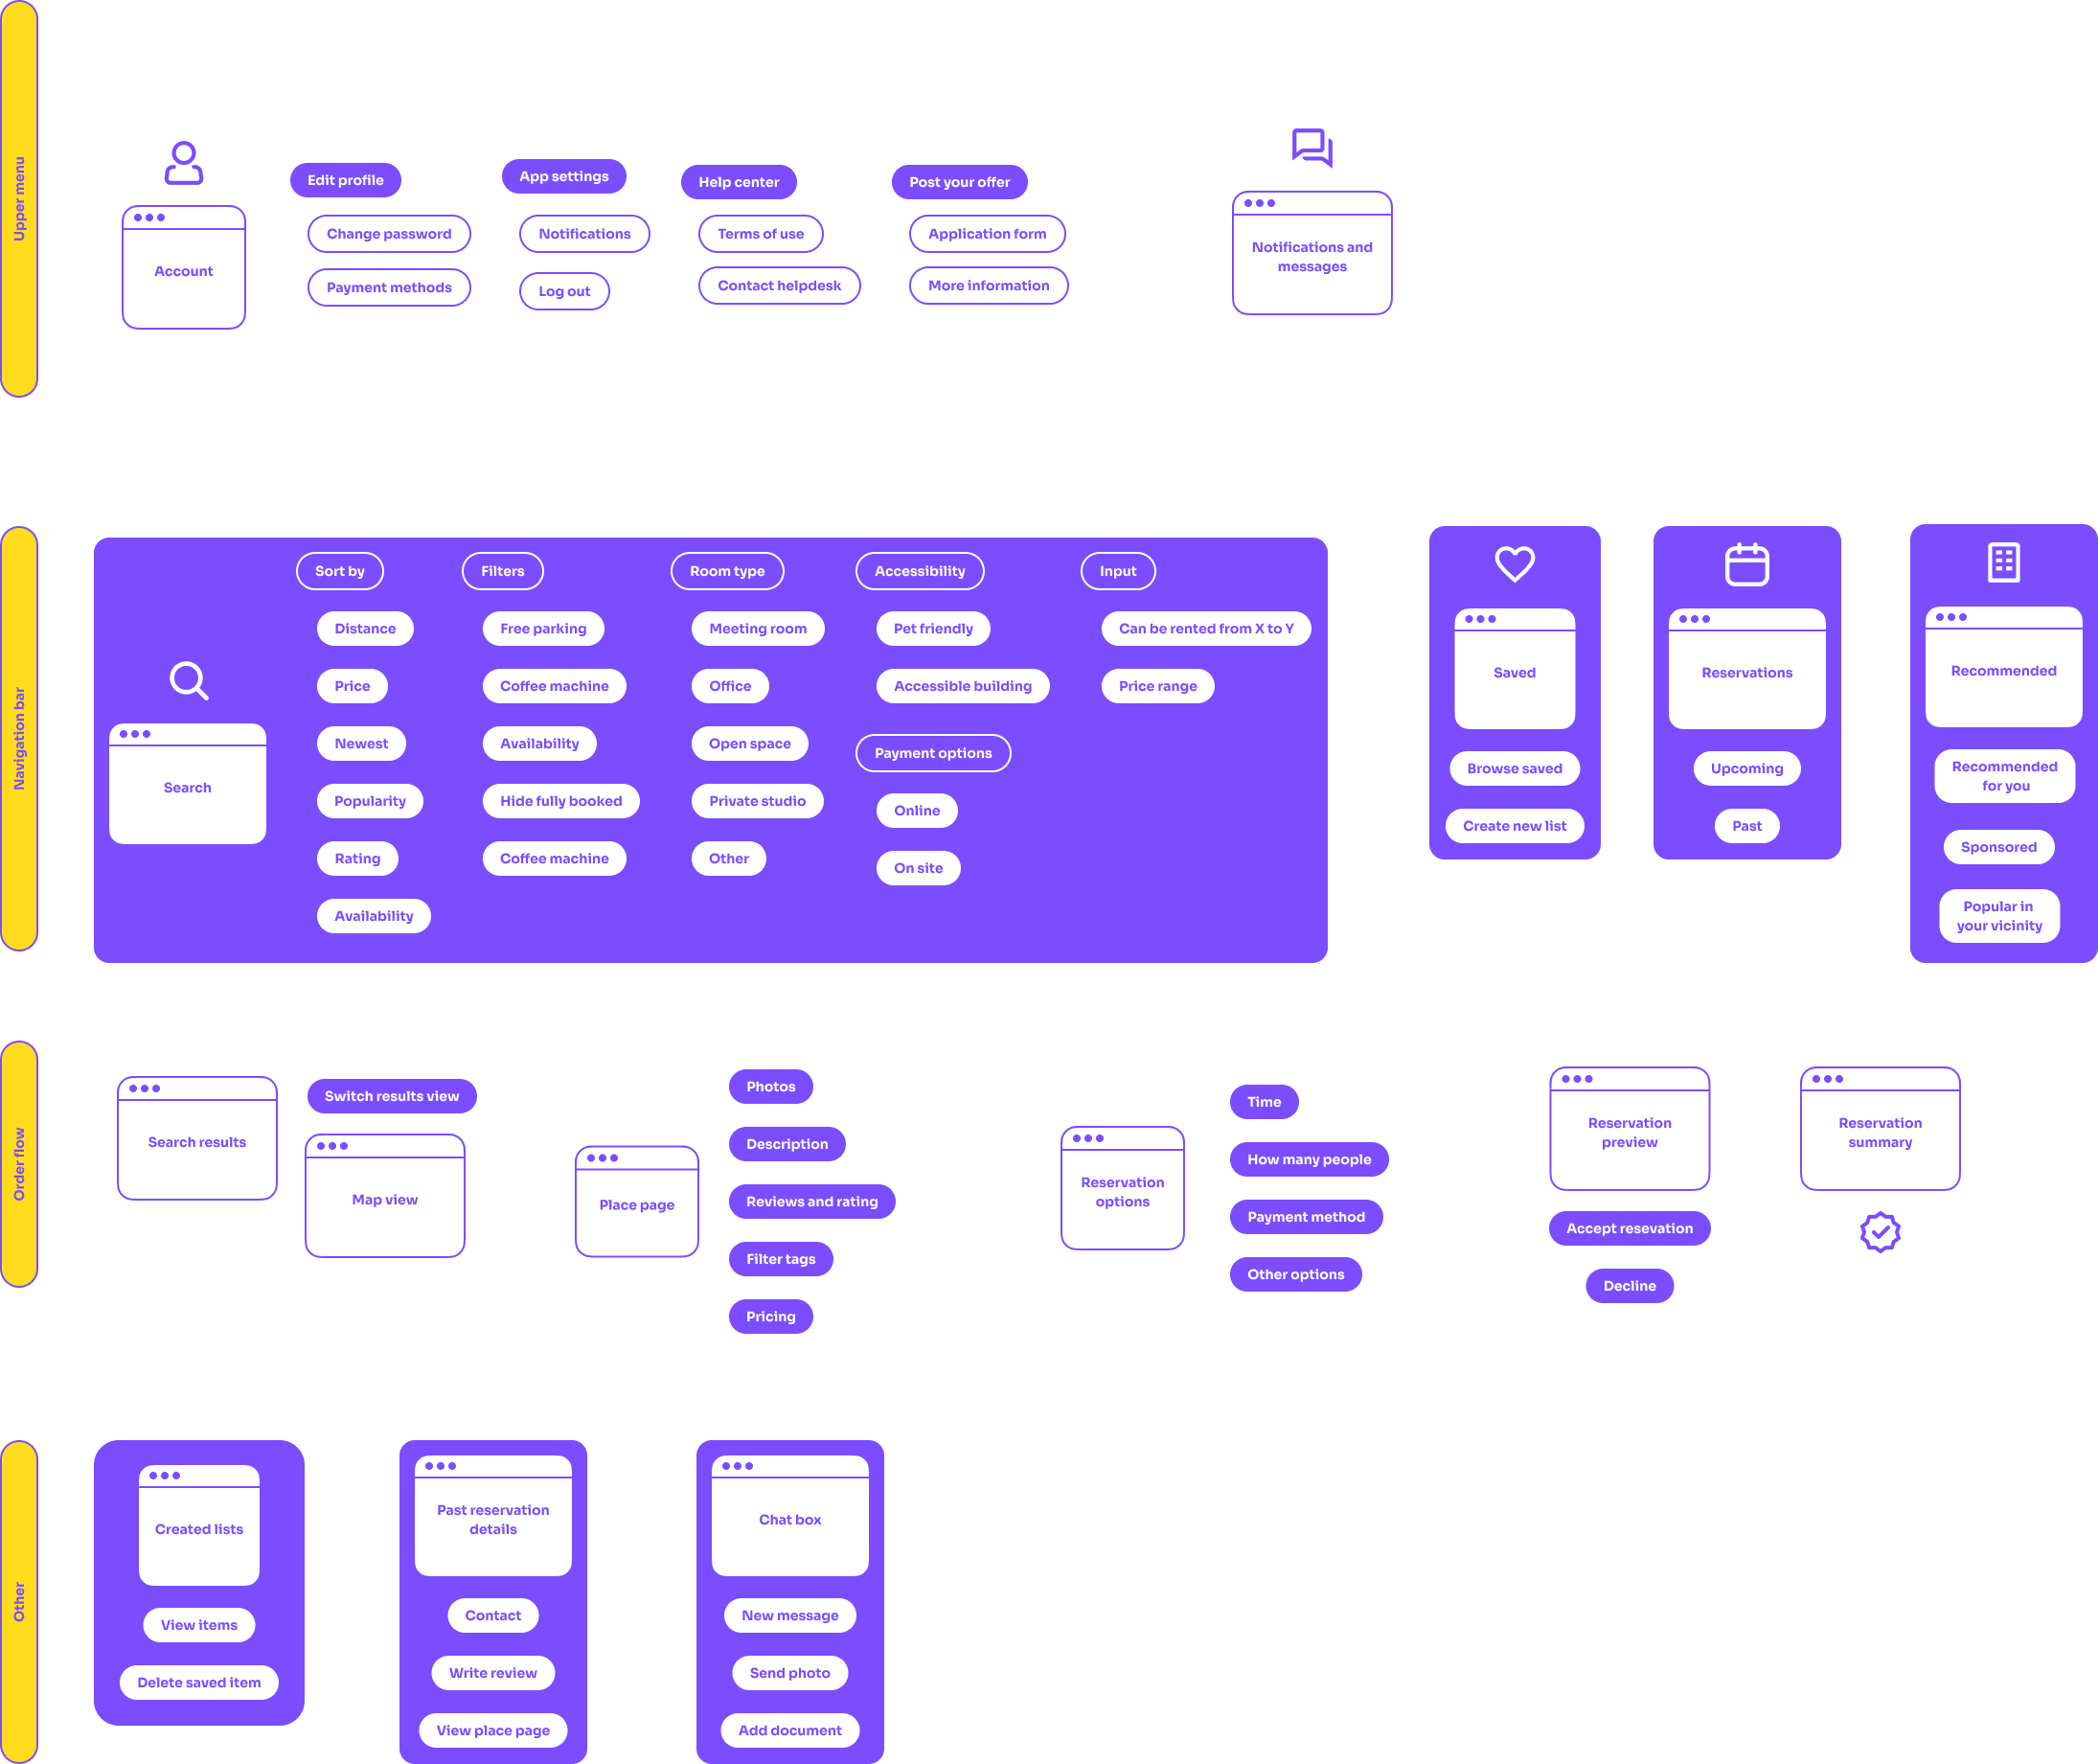 Upper menu
Account
Edit profile
Change password
Payment methods
App settings
Notifications
Log out
Help center
Terms of use
Contact helpdesk
Post your offer
Application form
More information
Notifications and
messages
Navigation bar
Search
Sort by
Distance
Price
Newest
Popularity
Rating
Availability
Filters
Free parking
Coffee machine
Availability
Hide fully booked
Coffee machine
Room type
Meeting room
Office
Open space
Private studio
Other
Accessibility
Pet friendly
Accessible building
Payment options
Online
On site
Input
Can be rented from X to Y
Price range
Saved
Browse saved
Create new list
Reservations
Upcoming
Past
Recommended
Recommended
for you
Sponsored
Popular in
your vicinity
Order flow
Search results
Switch results view
Map view
Place page
Photos
Description
Reviews and rating
Filter tags
Pricing
Reservation
options
Time
How many people
Payment method
Other options
Reservation
preview
Accept resevation
Decline
Reservation
summary
Other
Created lists
View items
Delete saved item
Past reservation
details
Contact
Write review
View place page
Chat box
New message
Send photo
Add document